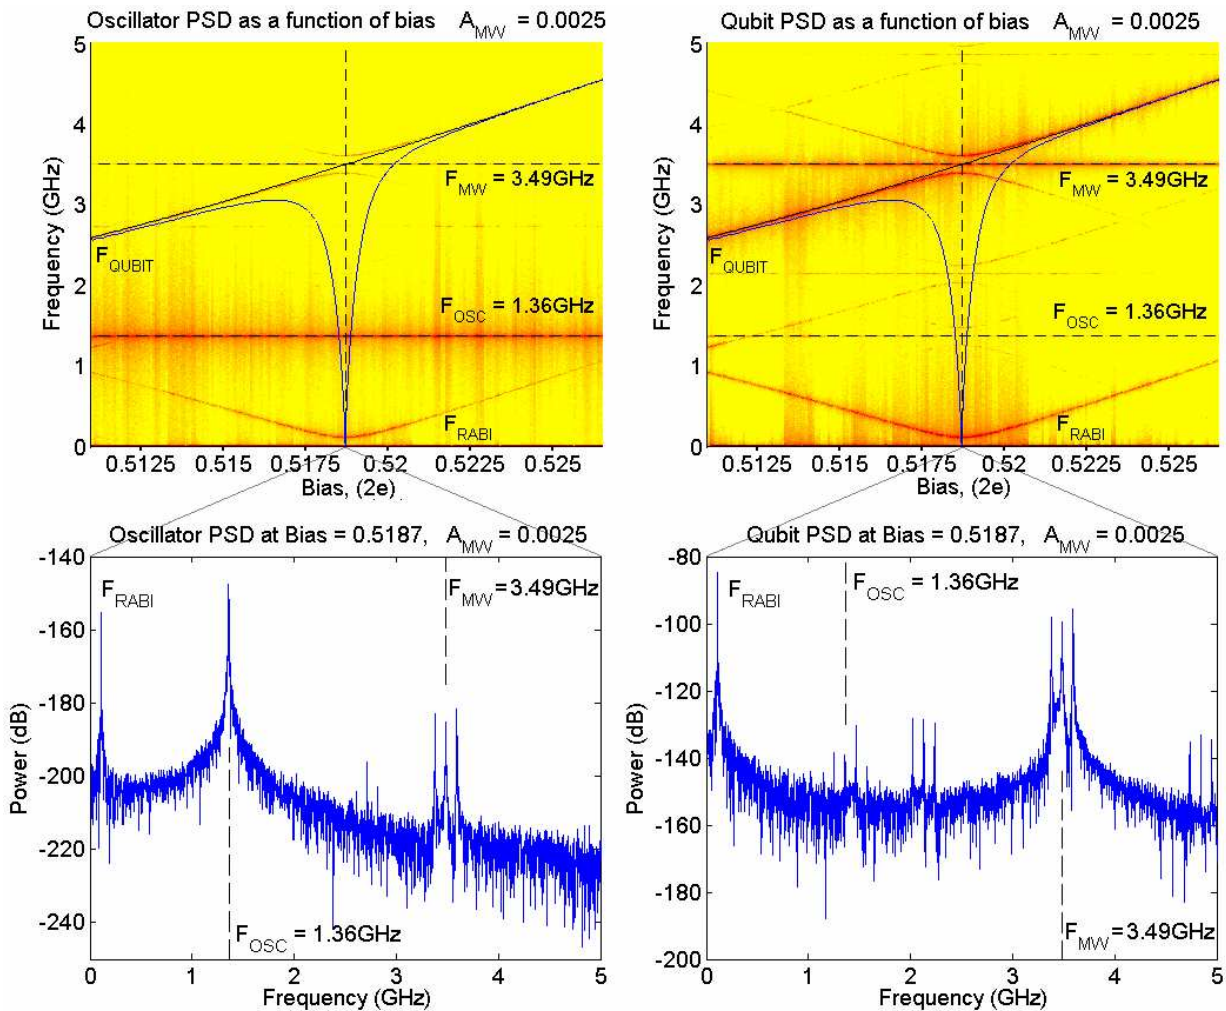 Oscillator PSD as a function of bias A_MW = 0.0025
Frequency (GHz)
5
4
3
2
1
0
F_MW = 3.49GHz
F_QUBIT
F_OSC = 1.36GHz
F_RABI
0.5125 0.515 0.5175 0.52 0.5225 0.525
Bias, (2e)
Qubit PSD as a function of bias A_MW = 0.0025
Frequency (GHz)
5
4
3
2
1
0
F_MW = 3.49GHz
F_QUBIT
F_OSC = 1.36GHz
F_RABI
0.5125 0.515 0.5175 0.52 0.5225 0.525
Bias, (2e)
Oscillator PSD at Bias = 0.5187, A_MW = 0.0025
Power (dB)
-140
-160
-180
-200
-220
-240
F_RABI
F_MW = 3.49GHz
F_OSC = 1.36GHz
0 1 2 3 4 5
Frequency (GHz)
Qubit PSD at Bias = 0.5187, A_MW = 0.0025
Power (dB)
-80
-100
-120
-140
-160
-180
-200
F_RABI
F_OSC = 1.36GHz
F_MW = 3.49GHz
0 1 2 3 4 5
Frequency (GHz)